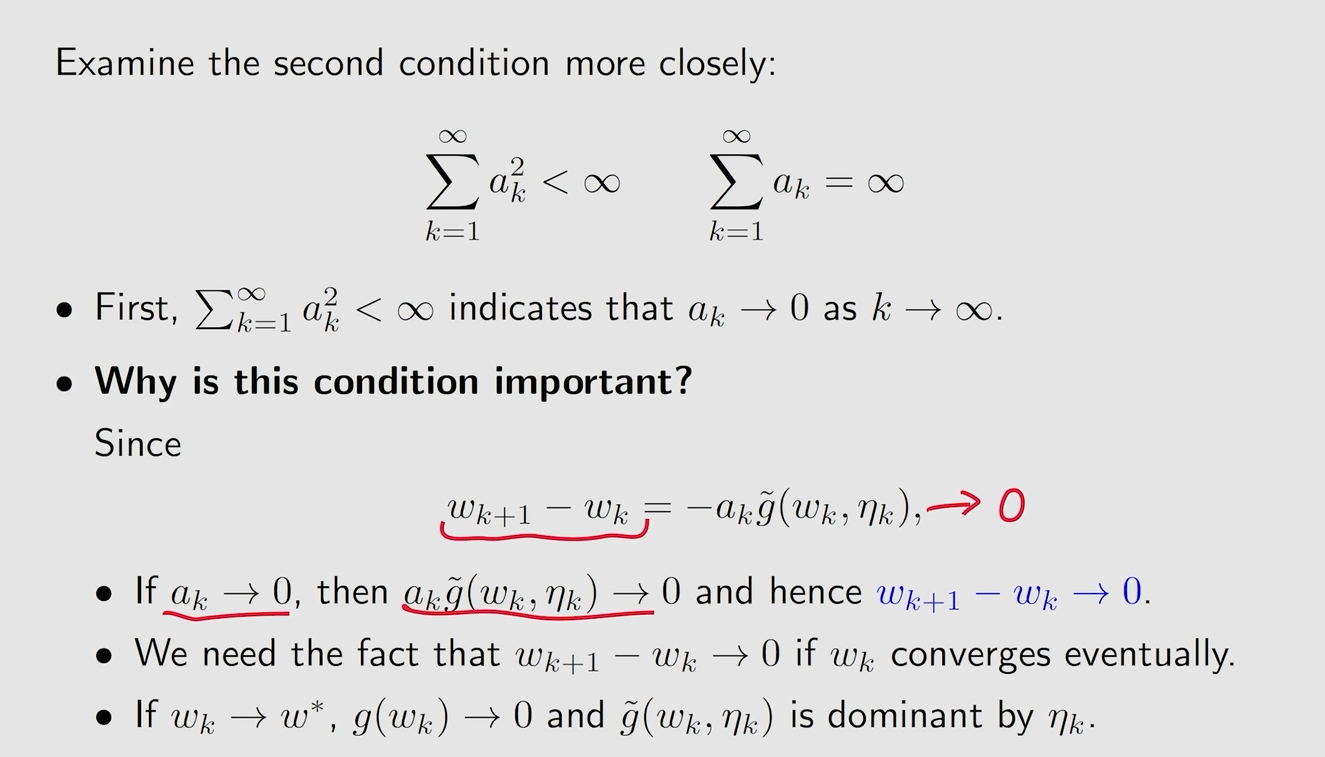 Examine the second condition more closely:
$\sum_{k=1}^{\infty} a_k^2 < \infty \qquad \sum_{k=1}^{\infty} a_k = \infty$
• First, $\sum_{k=1}^{\infty} a_k^2 < \infty$ indicates that $a_k \to 0$ as $k \to \infty$.
• Why is this condition important?
Since
$w_{k+1} - w_k = -a_k \tilde{g}(w_k, \eta_k),$ → 0
• If $a_k \to 0$, then $a_k \tilde{g}(w_k, \eta_k) \to 0$ and hence $w_{k+1} - w_k \to 0$.
• We need the fact that $w_{k+1} - w_k \to 0$ if $w_k$ converges eventually.
• If $w_k \to w^*$, $g(w_k) \to 0$ and $\tilde{g}(w_k, \eta_k)$ is dominant by $\eta_k$.